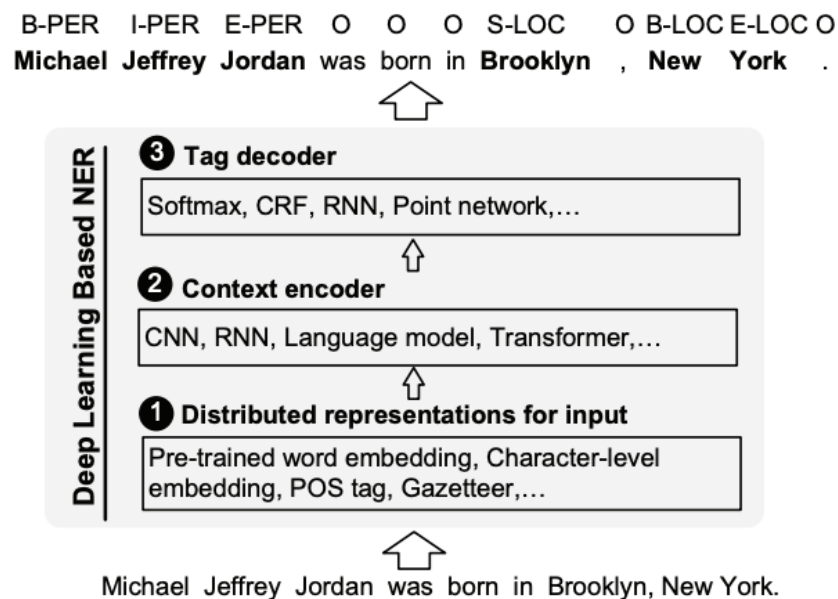 B-PER I-PER E-PER O O O S-LOC O B-LOC E-LOC O
Michael Jeffrey Jordan was born in Brooklyn , New York .
Deep Learning Based NER
3 Tag decoder
Softmax, CRF, RNN, Point network,...
2 Context encoder
CNN, RNN, Language model, Transformer,...
1 Distributed representations for input
Pre-trained word embedding, Character-level
embedding, POS tag, Gazetteer,...
Michael Jeffrey Jordan was born in Brooklyn, New York.